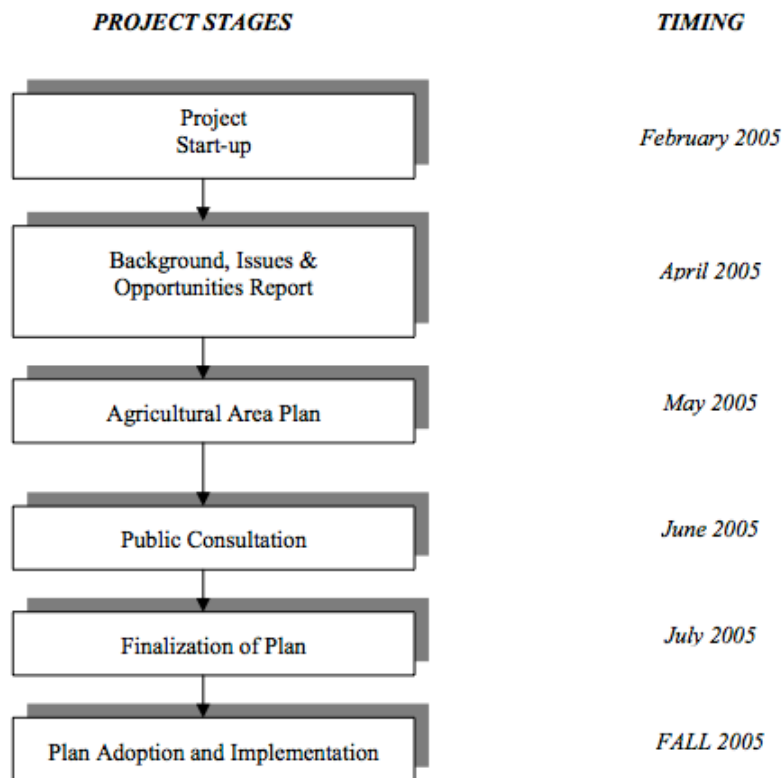 PROJECT STAGES
TIMING
Project
Start-up
February 2005
Background, Issues &
Opportunities Report
April 2005
Agricultural Area Plan
May 2005
Public Consultation
June 2005
Finalization of Plan
July 2005
Plan Adoption and Implementation
FALL 2005